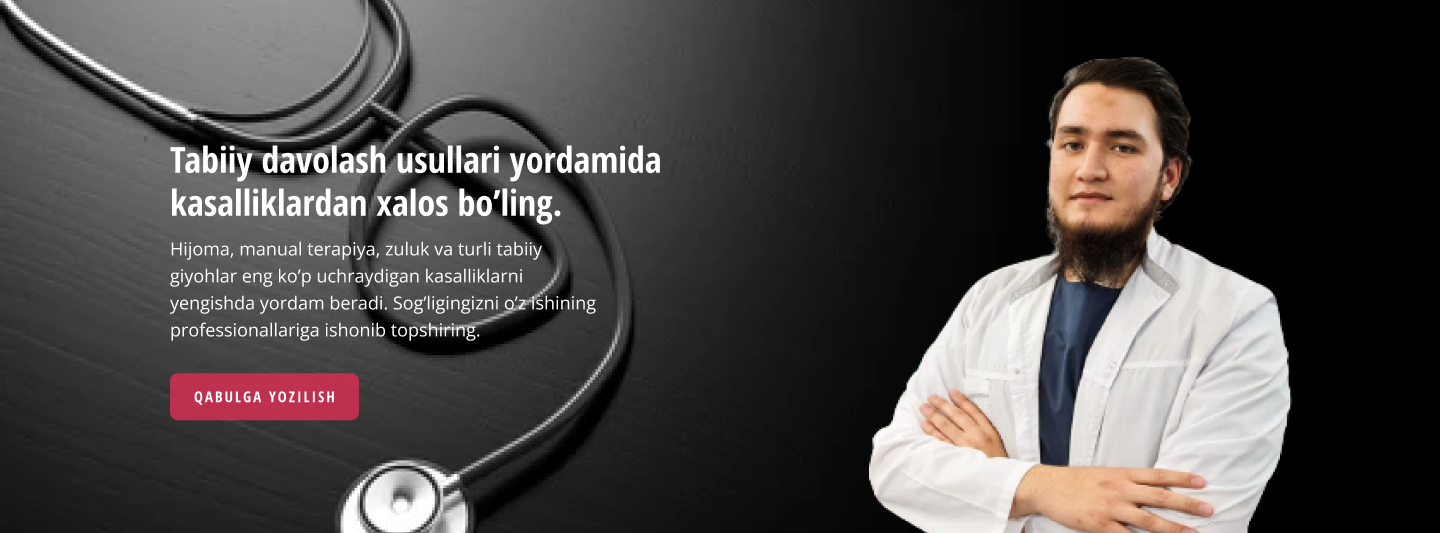 Tabiiy davolash usullari yordamida
kasalliklardan xalos bo’ling.
Hijoma, manual terapiya, zuluk va turli tabiiy
giyohlar eng ko’p uchraydigan kasalliklarni
yengishda yordam beradi. Sog’ligingizni o’z ishining
professionallariga ishonib topshiring.
QABULGA YOZILISH